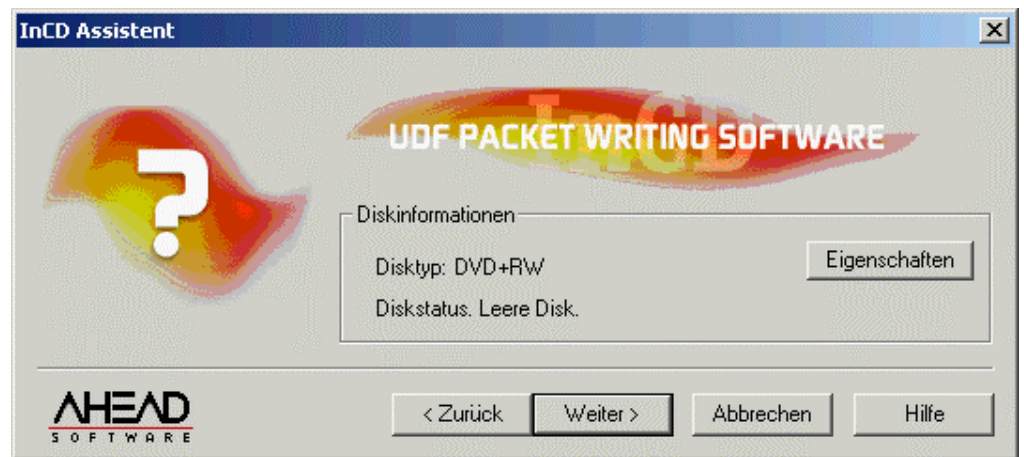 InCD Assistent
InCD
UDF PACKET WRITING SOFTWARE
Diskinformationen
Disktyp: DVD+RW
Eigenschaften
Diskstatus. Leere Disk.
AHEAD
SOFTWARE
< Zurück
Weiter >
Abbrechen
Hilfe